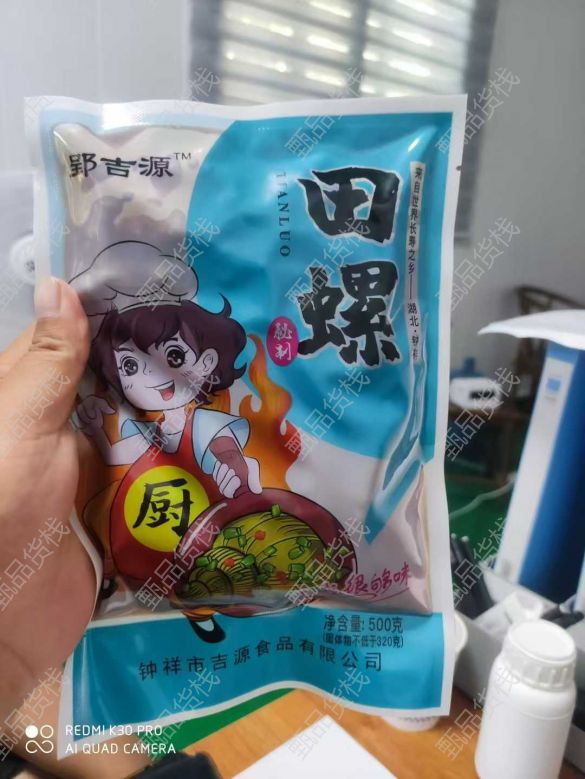 郢吉源™
田螺
TIANLUO
秘制
来自世界长寿之乡——湖北·钟祥
厨
很够味
净含量: 500克
(固体物不低于320克)
钟祥市吉源食品有限公司
REDMI K30 PRO
AI QUAD CAMERA
甄品货栈